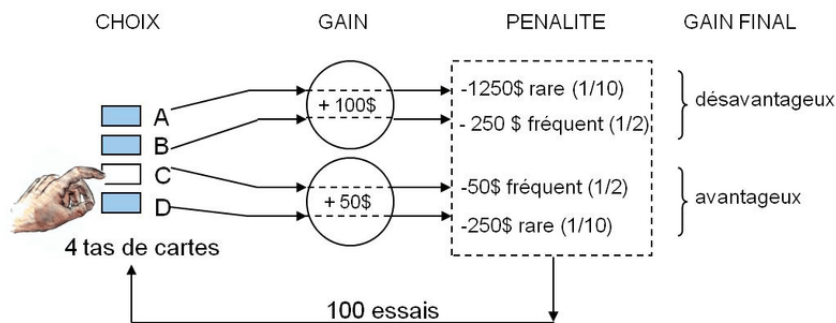 CHOIX GAIN PENALITE GAIN FINAL
A + 100$ -1250$ rare (1/10)
B - 250 $ fréquent (1/2)
désavantageux
C + 50$ -50$ fréquent (1/2)
D -250$ rare (1/10)
avantageux
4 tas de cartes
100 essais